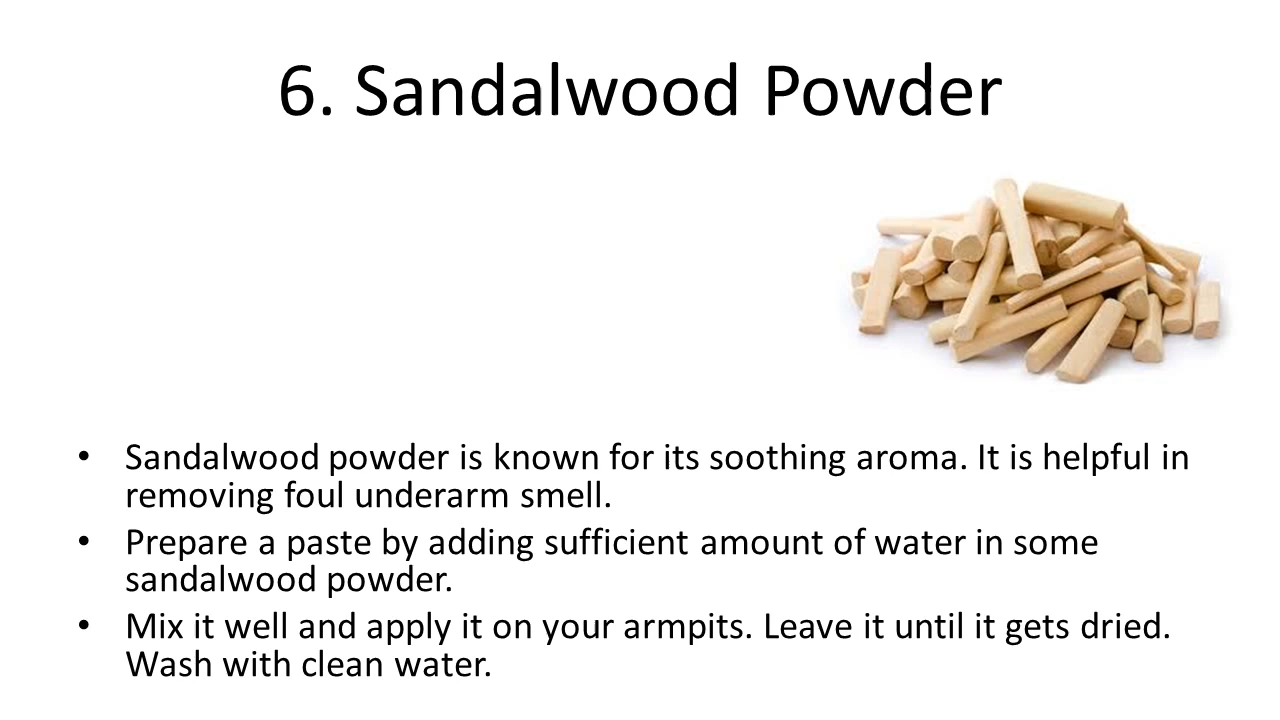 6. Sandalwood Powder
• Sandalwood powder is known for its soothing aroma. It is helpful in
removing foul underarm smell.
• Prepare a paste by adding sufficient amount of water in some
sandalwood powder.
• Mix it well and apply it on your armpits. Leave it until it gets dried.
Wash with clean water.